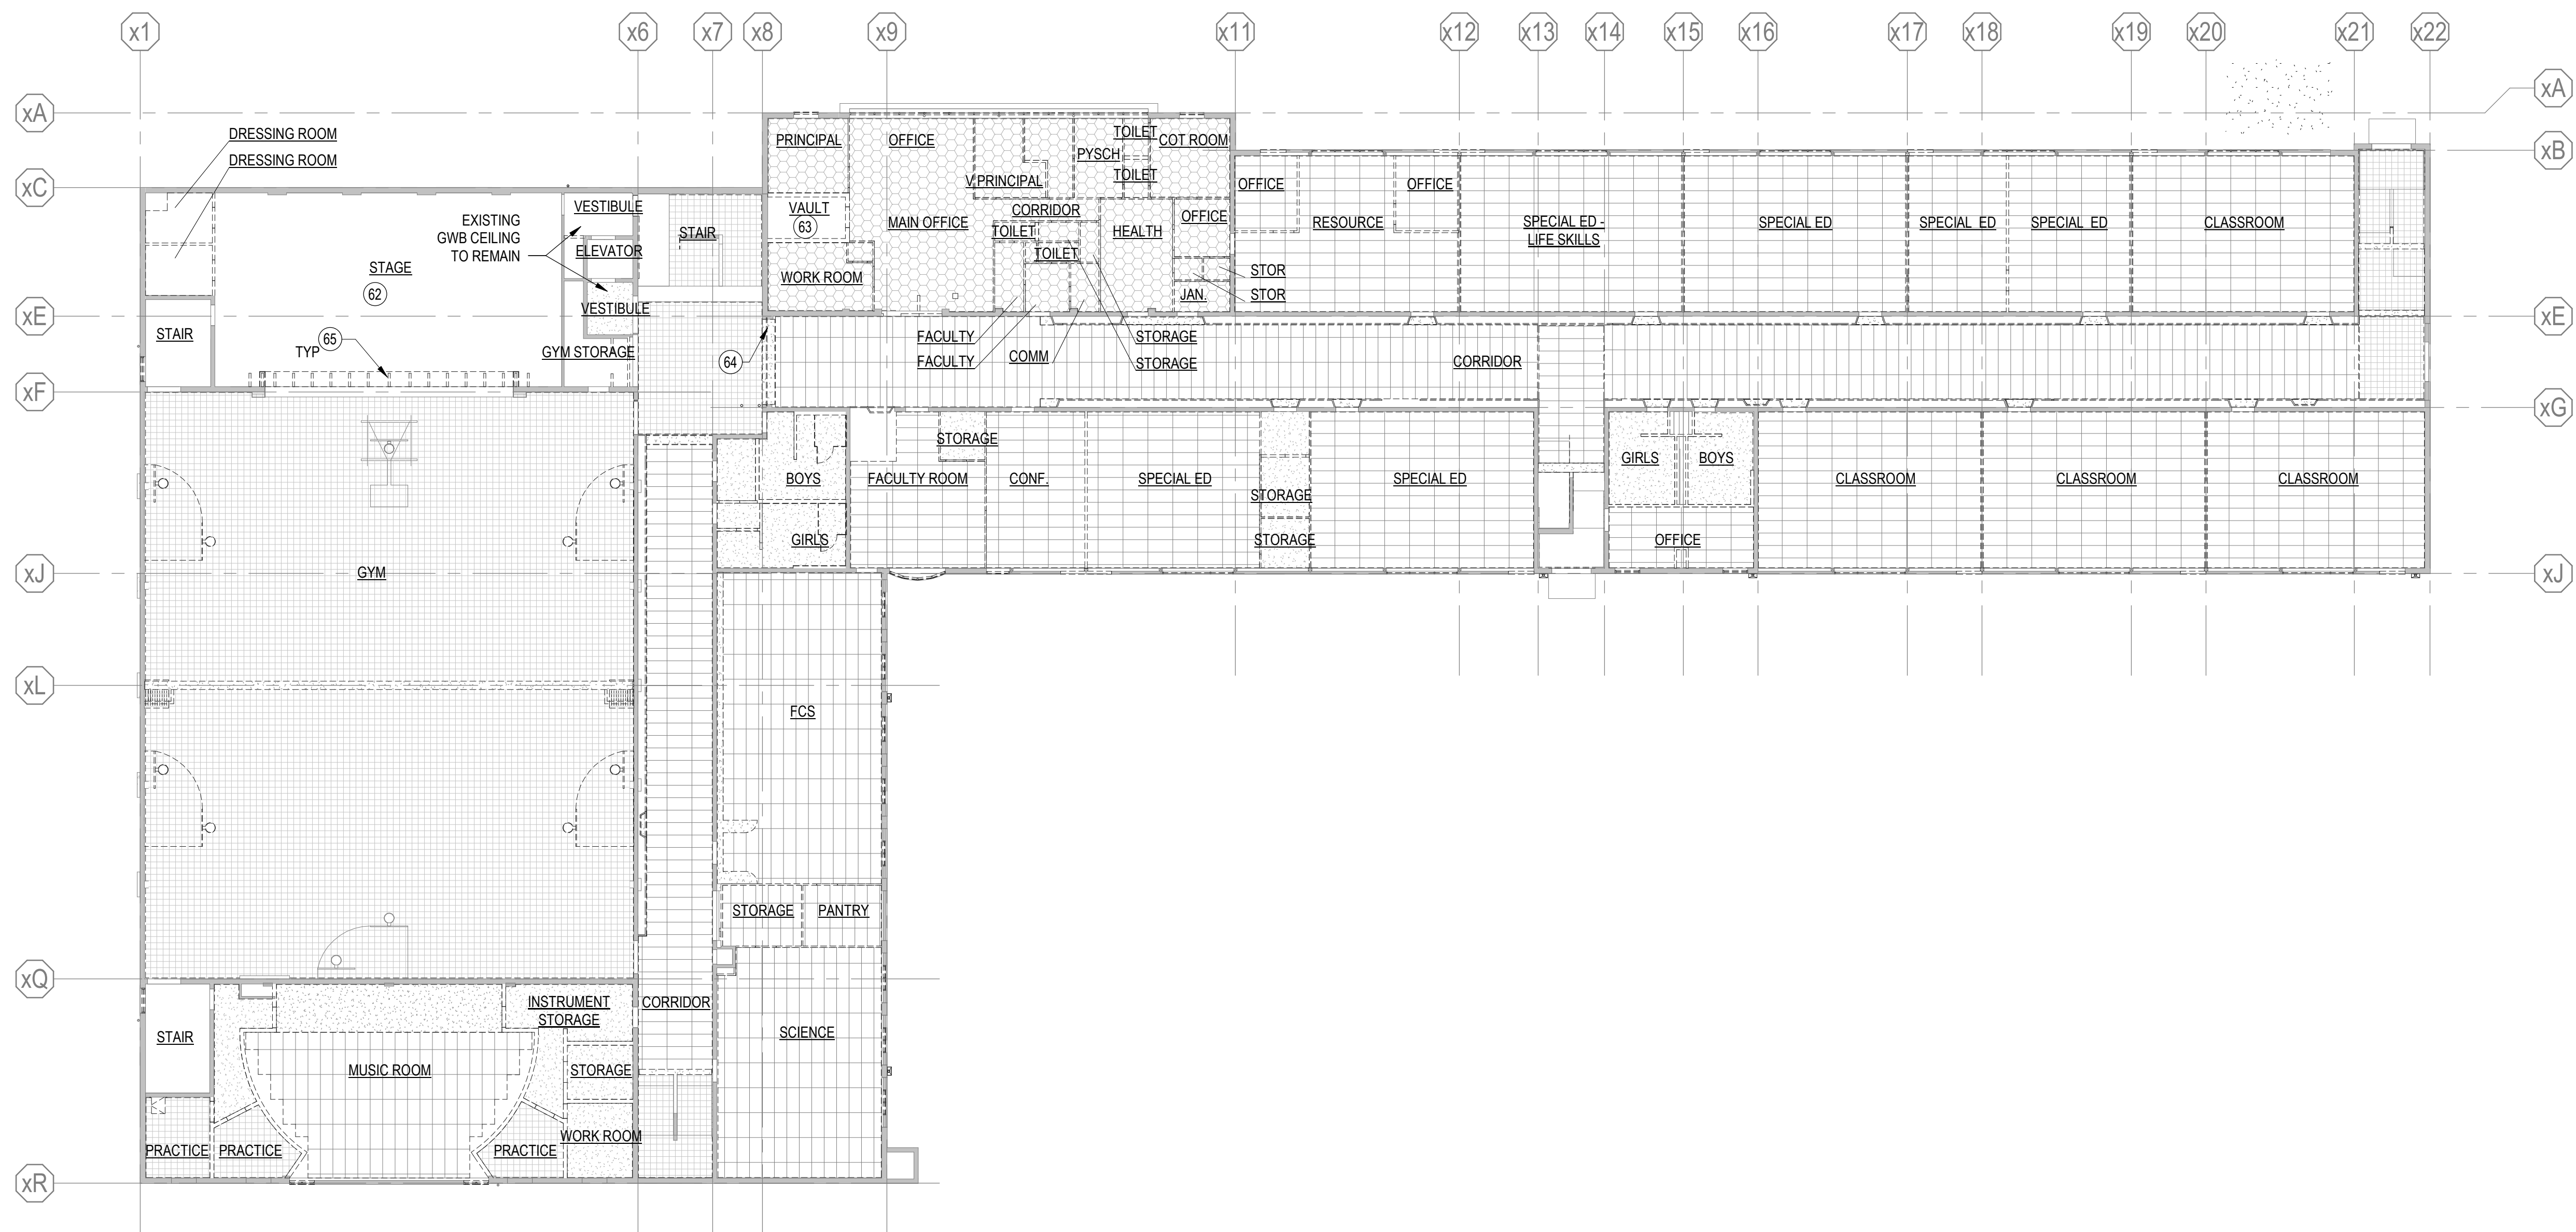 x1
x6
x7
x8
x9
x11
x12
x13
x14
x15
x16
x17
x18
x19
x20
x21
x22
xA
xA
DRESSING ROOM
DRESSING ROOM
PRINCIPAL
OFFICE
TOILET
COT ROOM
PYSCH
TOILET
V PRINCIPAL
xB
xC
OFFICE
OFFICE
VESTIBULE
EXISTING
GWB CEILING
TO REMAIN
VAULT
63
CORRIDOR
OFFICE
MAIN OFFICE
TOILET
HEALTH
RESOURCE
SPECIAL ED -
LIFE SKILLS
SPECIAL ED
SPECIAL ED
SPECIAL ED
CLASSROOM
STAIR
ELEVATOR
TOILET
STAGE
62
WORK ROOM
STOR
STOR
JAN.
VESTIBULE
xE
xE
STAIR
65
TYP
GYM STORAGE
64
FACULTY
FACULTY
COMM
STORAGE
STORAGE
CORRIDOR
xF
xG
STORAGE
BOYS
FACULTY ROOM
CONF.
SPECIAL ED
STORAGE
SPECIAL ED
GIRLS
BOYS
CLASSROOM
CLASSROOM
CLASSROOM
GIRLS
STORAGE
OFFICE
xJ
GYM
xJ
xL
FCS
STORAGE
PANTRY
xQ
INSTRUMENT
STORAGE
CORRIDOR
STAIR
SCIENCE
MUSIC ROOM
STORAGE
WORK ROOM
PRACTICE
PRACTICE
PRACTICE
xR